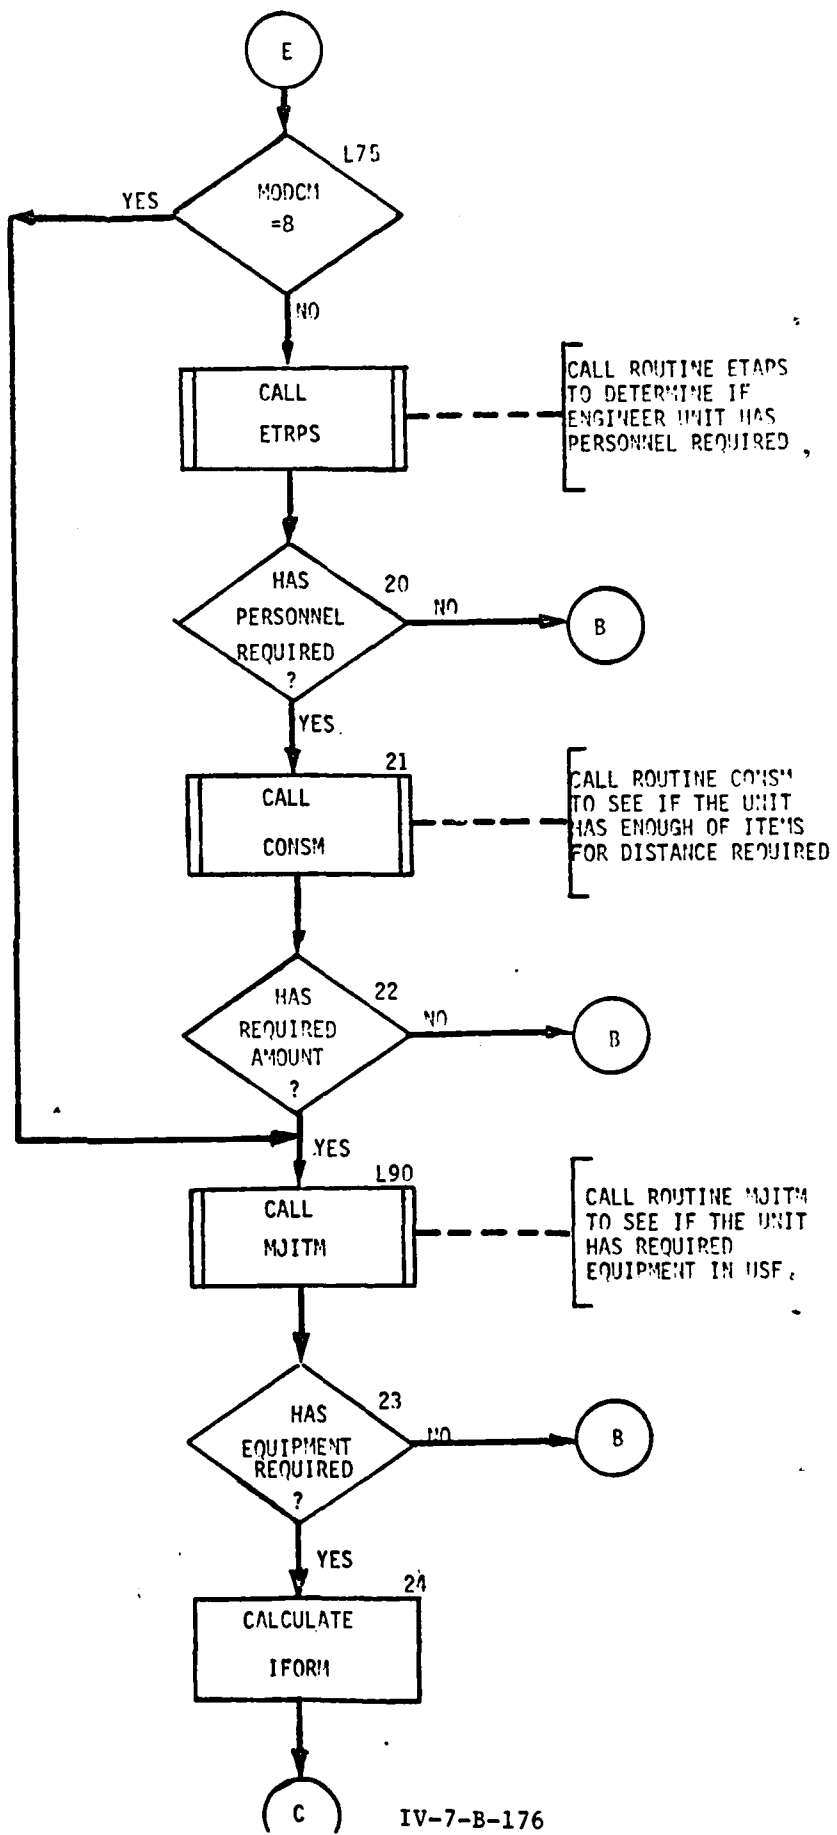 E
L75
YES
MODCM
=8
NO
CALL
ETRPS
CALL ROUTINE ETAPS
TO DETERMINE IF
ENGINEER UNIT HAS
PERSONNEL REQUIRED
HAS
20
PERSONNEL
REQUIRED
?
NO
B
YES
21
CALL
CONSM
CALL ROUTINE CONSM
TO SEE IF THE UNIT
HAS ENOUGH OF ITEMS
FOR DISTANCE REQUIRED
HAS
22
REQUIRED
AMOUNT
?
NO
B
YES
L90
CALL
MJITM
CALL ROUTINE MJITM
TO SEE IF THE UNIT
HAS REQUIRED
EQUIPMENT IN USE.
HAS
23
EQUIPMENT
REQUIRED
?
NO
B
YES
24
CALCULATE
IFORM
C
IV-7-B-176